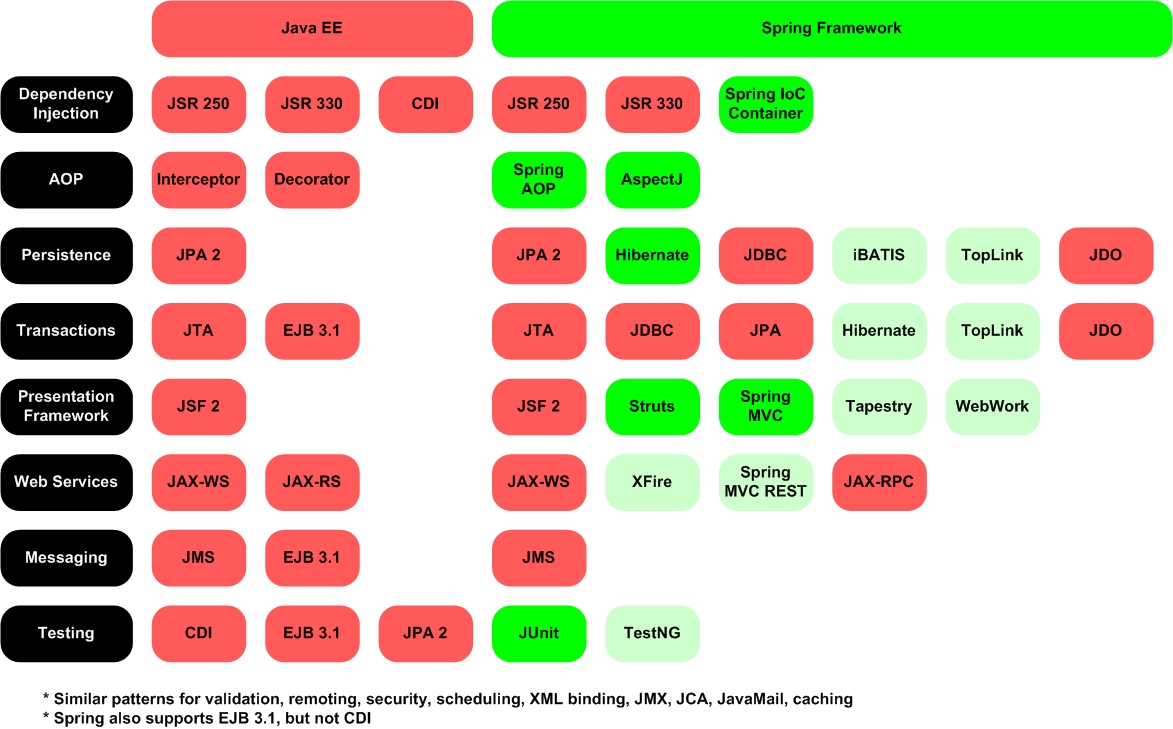 Java EE
Spring Framework
Dependency
Injection
JSR 250
JSR 330
CDI
JSR 250
JSR 330
Spring IoC
Container
AOP
Interceptor
Decorator
Spring
AOP
AspectJ
Persistence
JPA 2
JPA 2
Hibernate
JDBC
iBATIS
TopLink
JDO
Transactions
JTA
EJB 3.1
JTA
JDBC
JPA
Hibernate
TopLink
JDO
Presentation
Framework
JSF 2
JSF 2
Struts
Spring
MVC
Tapestry
WebWork
Web Services
JAX-WS
JAX-RS
JAX-WS
XFire
Spring
MVC REST
JAX-RPC
Messaging
JMS
EJB 3.1
JMS
Testing
CDI
EJB 3.1
JPA 2
JUnit
TestNG
* Similar patterns for validation, remoting, security, scheduling, XML binding, JMX, JCA, JavaMail, caching
* Spring also supports EJB 3.1, but not CDI